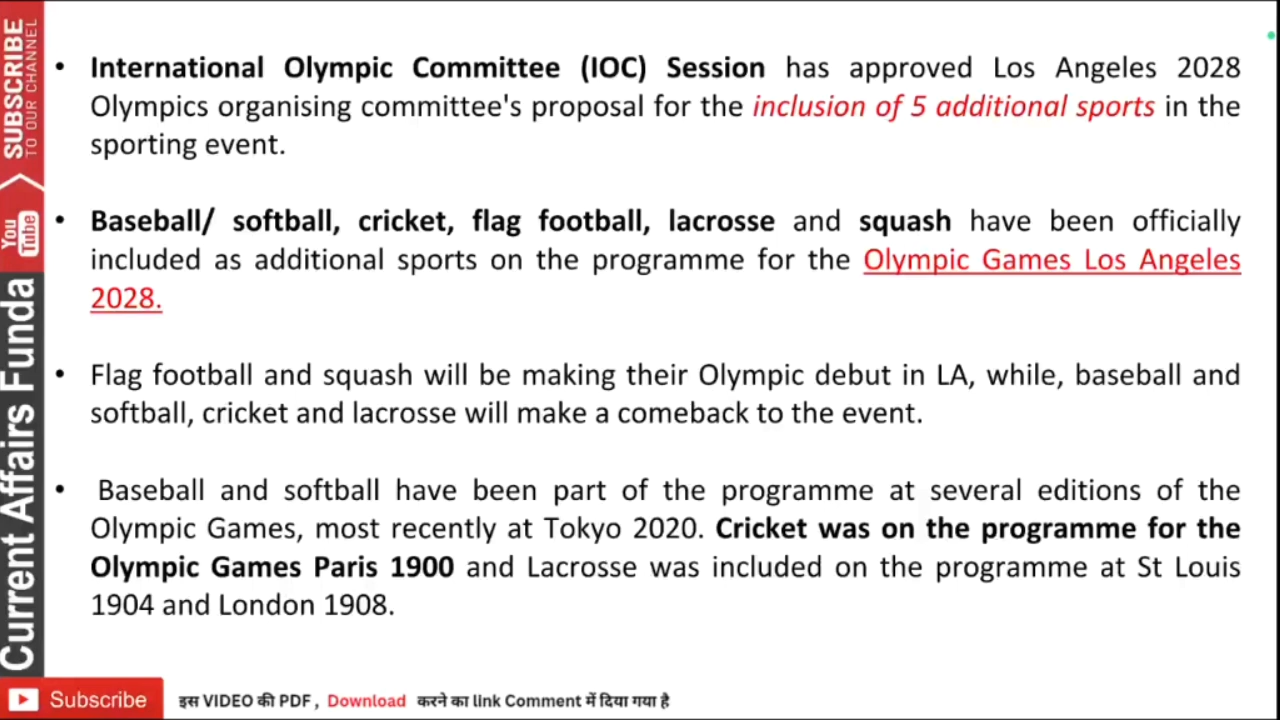 SUBSCRIBE
TO OUR CHANNEL
You
Tube
Current Affairs Funda
• International Olympic Committee (IOC) Session has approved Los Angeles 2028
Olympics organising committee's proposal for the inclusion of 5 additional sports in the
sporting event.
• Baseball/ softball, cricket, flag football, lacrosse and squash have been officially
included as additional sports on the programme for the Olympic Games Los Angeles
2028.
• Flag football and squash will be making their Olympic debut in LA, while, baseball and
softball, cricket and lacrosse will make a comeback to the event.
• Baseball and softball have been part of the programme at several editions of the
Olympic Games, most recently at Tokyo 2020. Cricket was on the programme for the
Olympic Games Paris 1900 and Lacrosse was included on the programme at St Louis
1904 and London 1908.
Subscribe इस VIDEO की PDF , Download करने का link Comment में दिया गया है